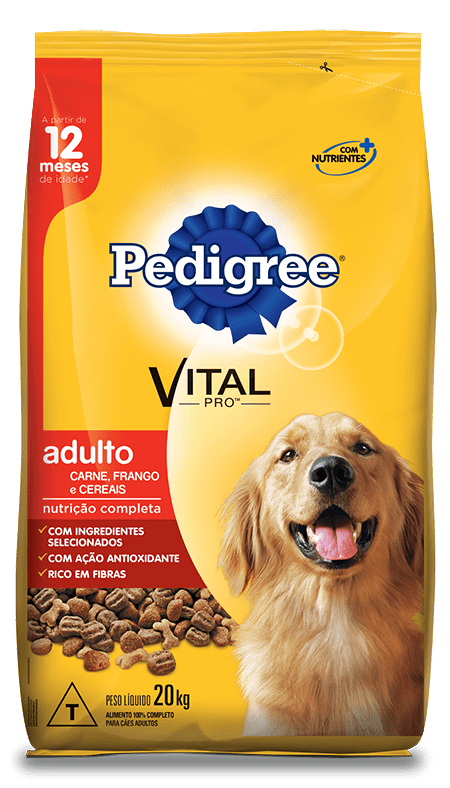 A partir de
12
meses
de idade*
COM
NUTRIENTES
Pedigree®
VITAL
PRO™
adulto
CARNE, FRANGO
e CEREAIS
nutrição completa
✓COM INGREDIENTES
SELECIONADOS
✓COM AÇÃO ANTIOXIDANTE
✓RICO EM FIBRAS
T
PESO LÍQUIDO 20kg
ALIMENTO 100% COMPLETO
PARA CÃES ADULTOS